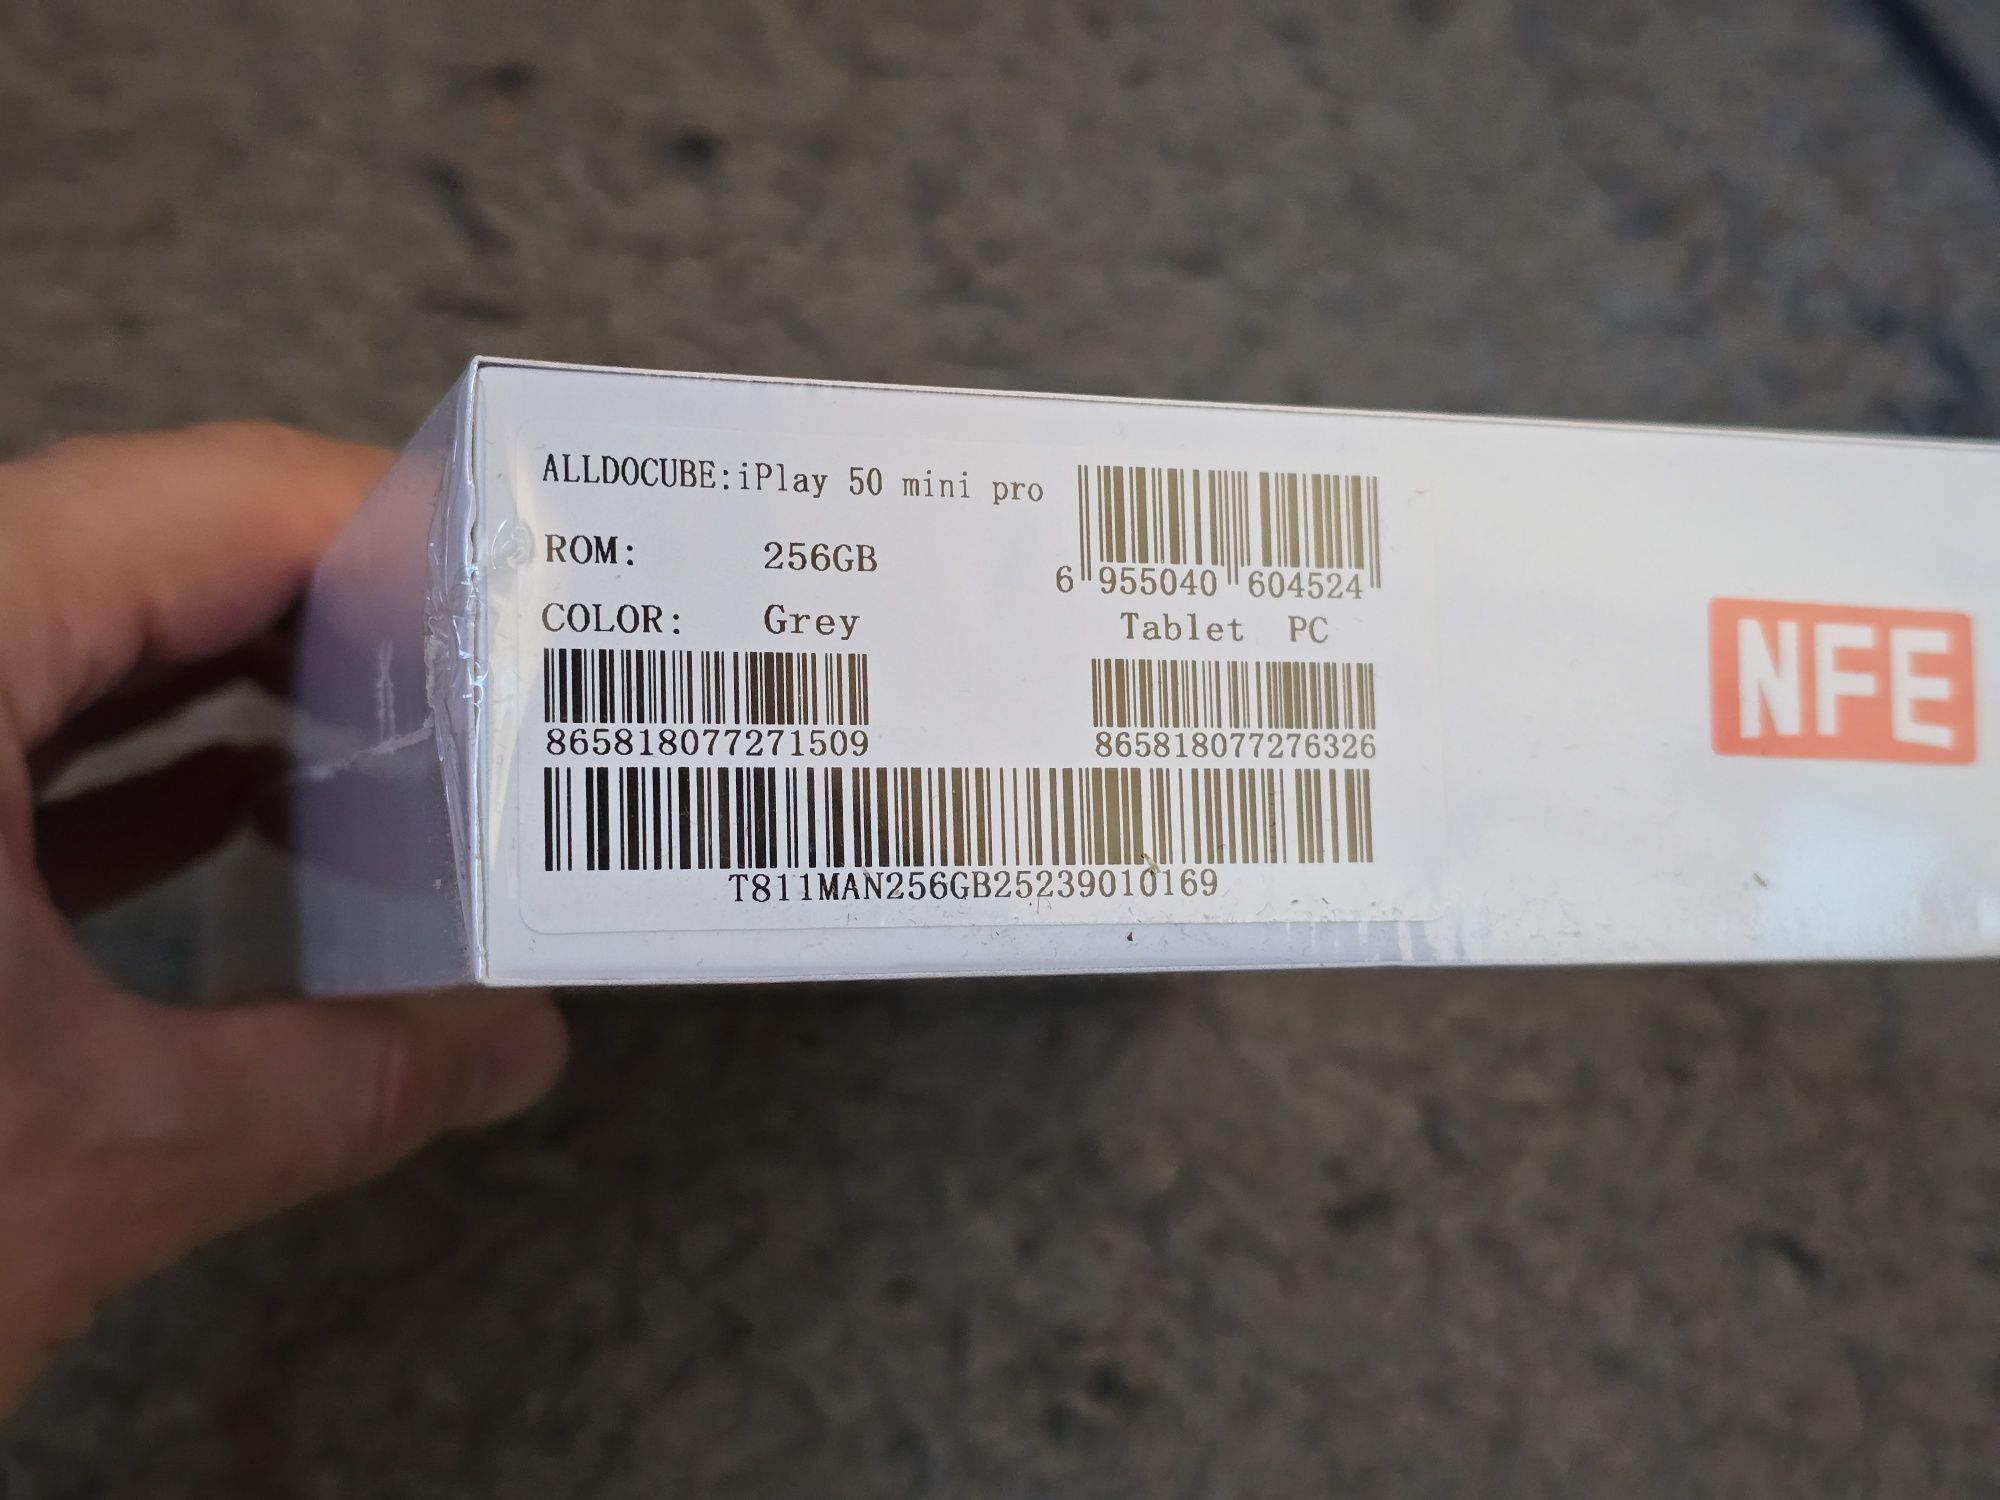 ALLDOCUBE:iPlay 50 mini pro
ROM: 256GB
COLOR: Grey
6 955040 604524
Tablet PC
865818077271509
865818077276326
T811MAN256GB25239010169
NFE